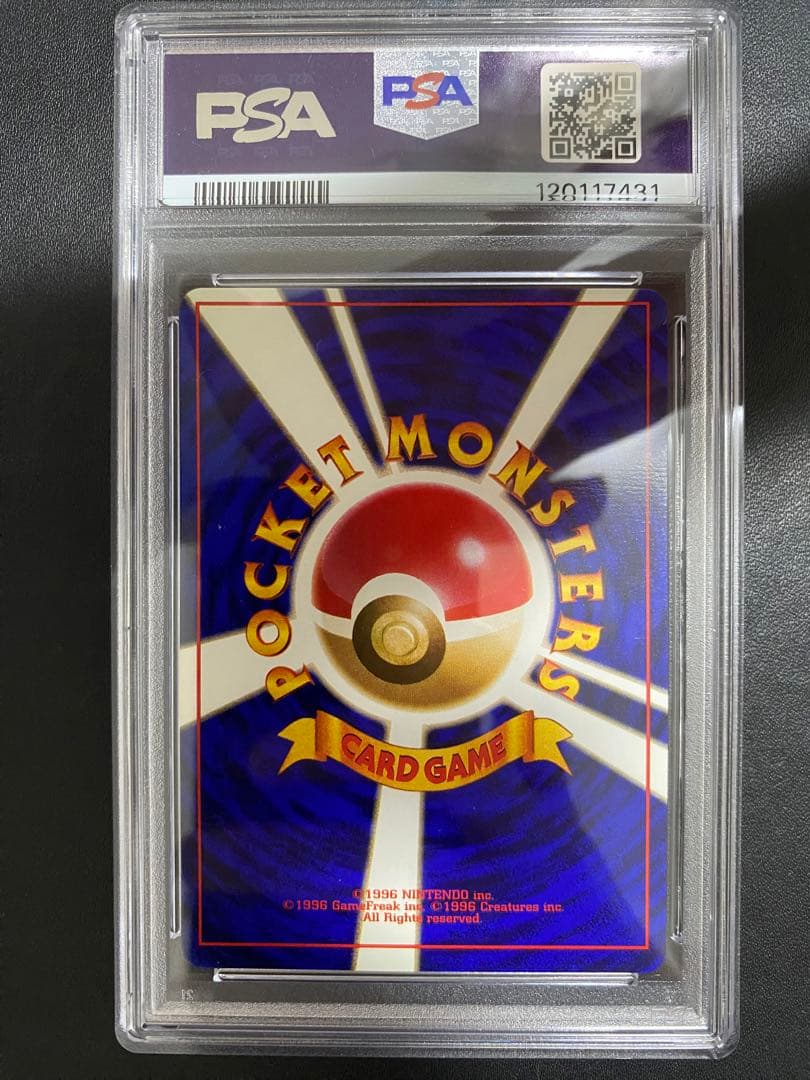 PSA
PSA
120117431
POCKET MONSTERS
CARD GAME
©1996 NINTENDO inc.
©1996 GameFreak inc. ©1996 Creatures inc.
All Rights reserved.